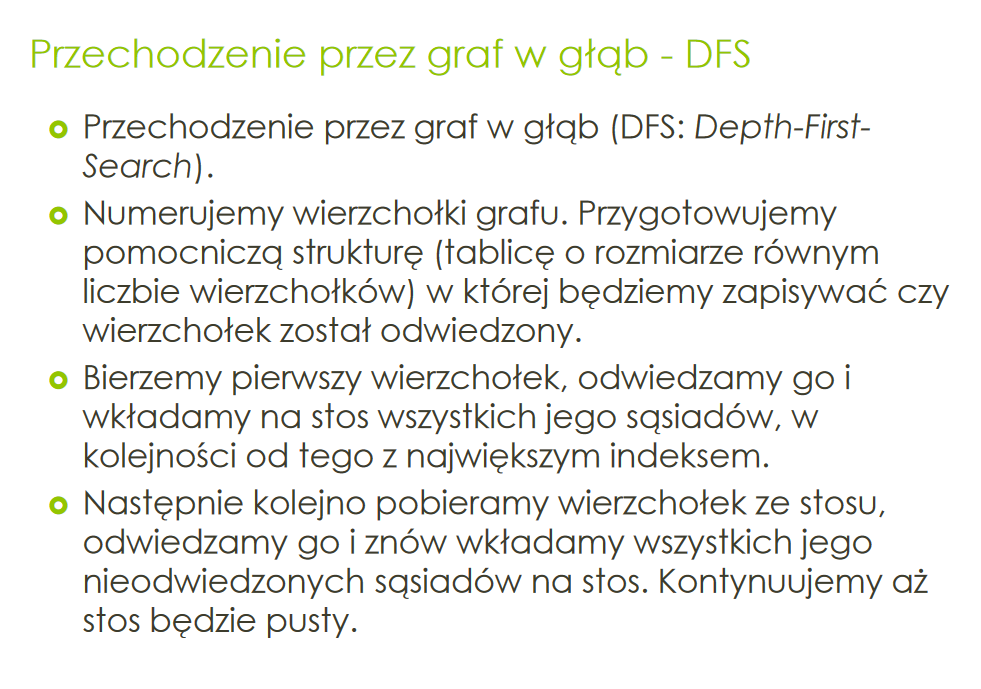 Przechodzenie przez graf w głąb - DFS
Przechodzenie przez graf w głąb (DFS: Depth-First-
Search).
Numerujemy wierzchołki grafu. Przygotowujemy
pomocniczą strukturę (tablicę o rozmiarze równym
liczbie wierzchołków) w której będziemy zapisywać czy
wierzchołek został odwiedzony.
Bierzemy pierwszy wierzchołek, odwiedzamy go i
wkładamy na stos wszystkich jego sąsiadów, w
kolejności od tego z największym indeksem.
Następnie kolejno pobieramy wierzchołek ze stosu,
odwiedzamy go i znów wkładamy wszystkich jego
nieodwiedzonych sąsiadów na stos. Kontynuujemy aż
stos będzie pusty.